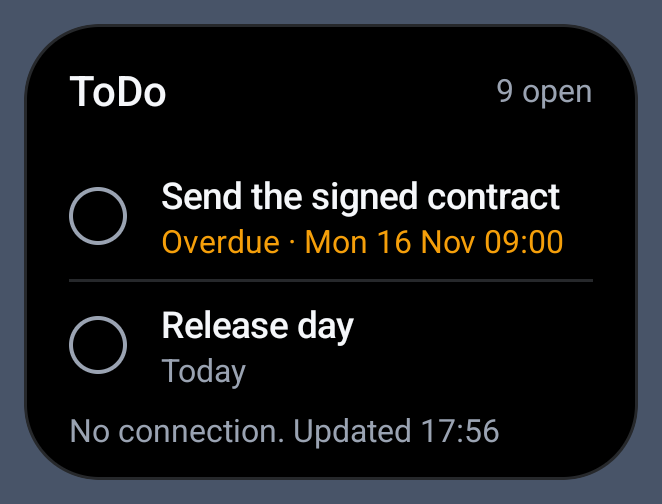 ToDo
9 open
Send the signed contract
Overdue · Mon 16 Nov 09:00
Release day
Today
No connection. Updated 17:56